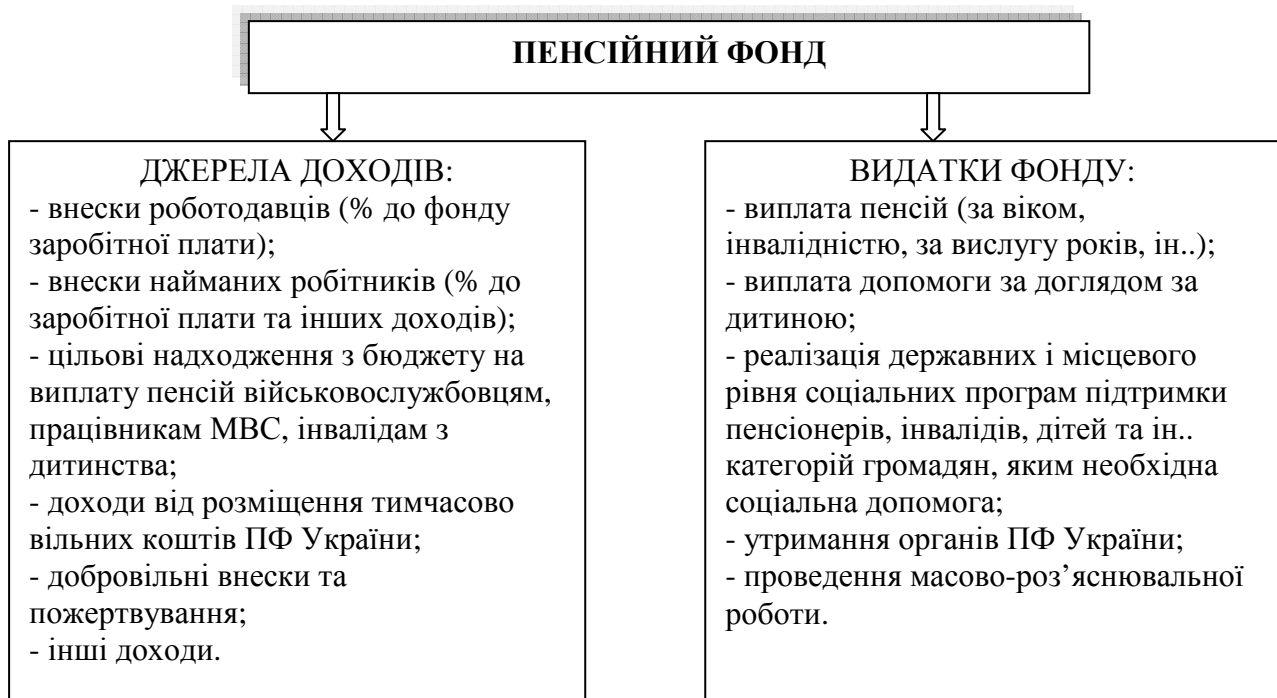 ПЕНСІЙНИЙ ФОНД
ДЖЕРЕЛА ДОХОДІВ:
- внески роботодавців (% до фонду
заробітної плати);
- внески найманих робітників (% до
заробітної плати та інших доходів);
- цільові надходження з бюджету на
виплату пенсій військовослужбовцям,
працівникам МВС, інвалідам з
дитинства;
- доходи від розміщення тимчасово
вільних коштів ПФ України;
- добровільні внески та
пожертвування;
- інші доходи.
ВИДАТКИ ФОНДУ:
- виплата пенсій (за віком,
інвалідністю, за вислугу років, ін..);
- виплата допомоги за доглядом за
дитиною;
- реалізація державних і місцевого
рівня соціальних програм підтримки
пенсіонерів, інвалідів, дітей та ін..
категорій громадян, яким необхідна
соціальна допомога;
- утримання органів ПФ України;
- проведення масово-роз’яснювальної
роботи.